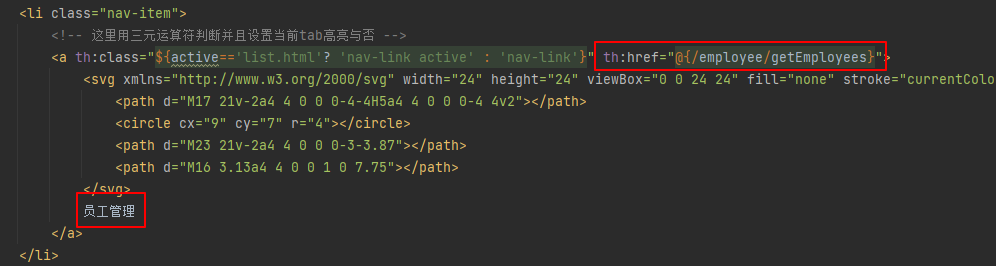 <li class="nav-item">
<!-- 这里用三元运算符判断并且设置当前tab高亮与否 -->
<a th:class="${active=='list.html'? 'nav-link active' : 'nav-link'}" th:href="@{/employee/getEmployees}">
<svg xmlns="http://www.w3.org/2000/svg" width="24" height="24" viewBox="0 0 24 24" fill="none" stroke="currentColo
<path d="M17 21v-2a4 4 0 0 0-4-4H5a4 4 0 0 0-4 4v2"></path>
<circle cx="9" cy="7" r="4"></circle>
<path d="M23 21v-2a4 4 0 0 0-3-3.87"></path>
<path d="M16 3.13a4 4 0 0 1 0 7.75"></path>
</svg>
员工管理
</a>
</li>